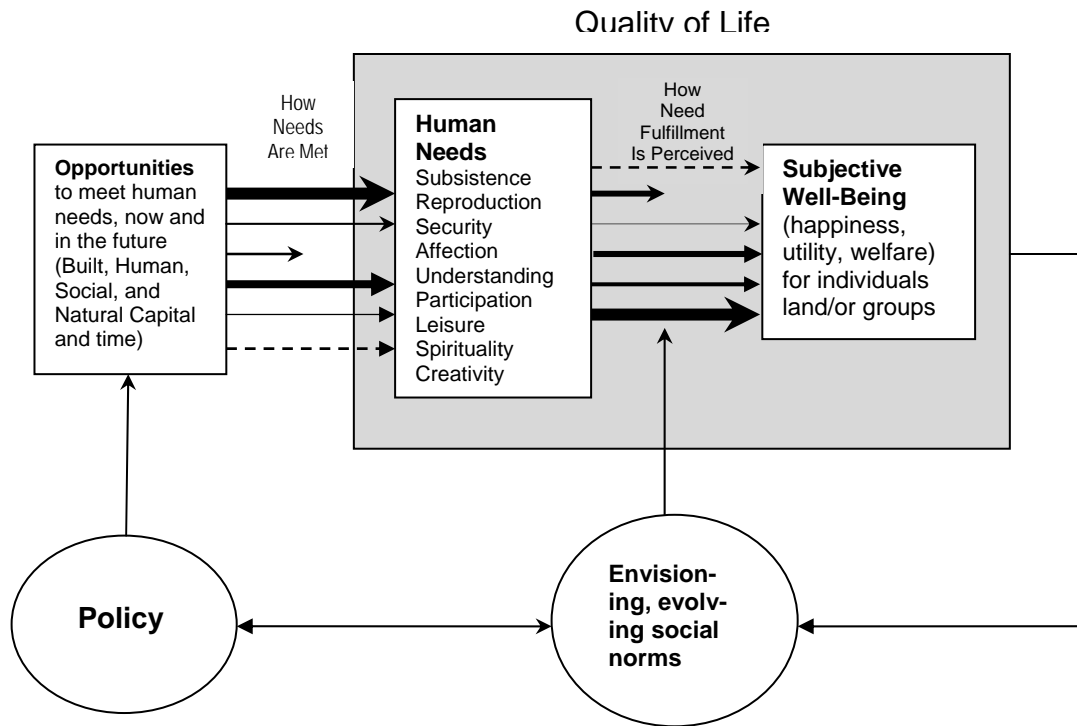 Quality of Life
How
Needs
Are Met
How
Need
Fulfillment
Is Perceived
Opportunities
to meet human
needs, now and
in the future
(Built, Human,
Social, and
Natural Capital
and time)
Human
Needs
Subsistence
Reproduction
Security
Affection
Understanding
Participation
Leisure
Spirituality
Creativity
Subjective
Well-Being
(happiness,
utility, welfare)
for individuals
land/or groups
Policy
Envision-
ing, evolv-
ing social
norms